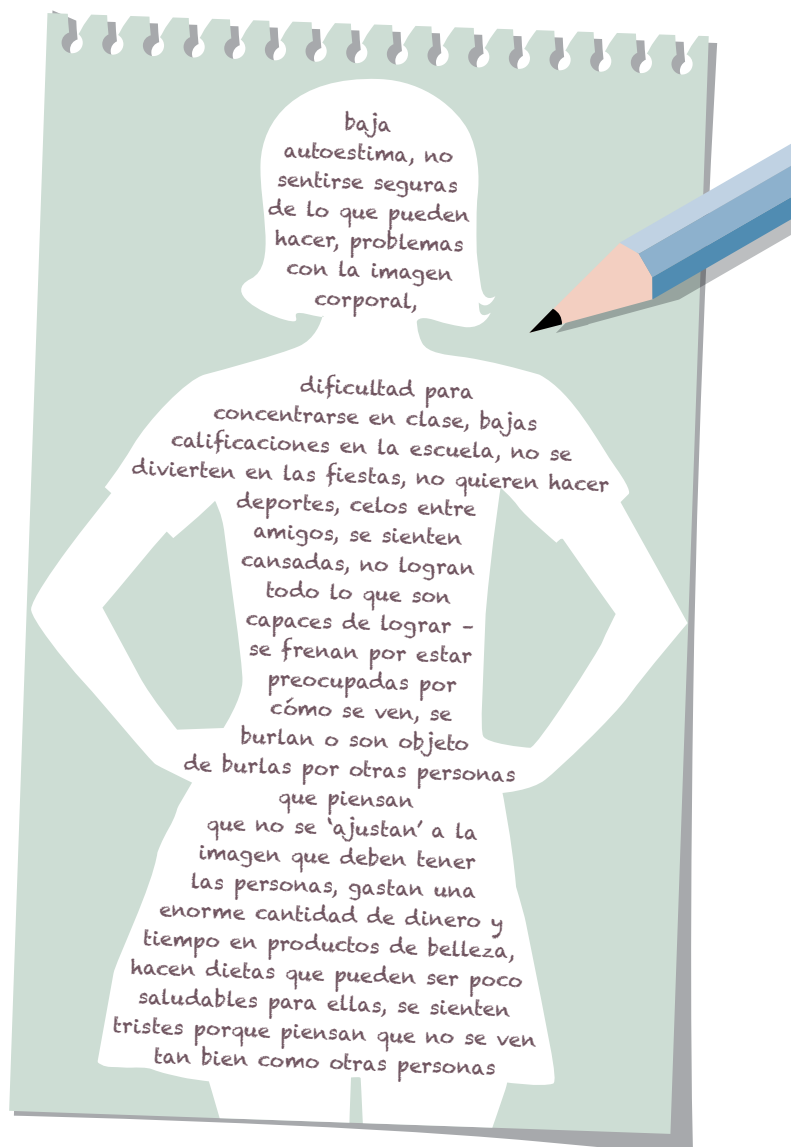 baja
autoestima, no
sentirse seguras
de lo que pueden
hacer, problemas
con la imagen
corporal,
dificultad para
concentrarse en clase, bajas
calificaciones en la escuela, no se
divierten en las fiestas, no quieren hacer
deportes, celos entre
amigos, se sienten
cansadas, no logran
todo lo que son
capaces de lograr –
se frenan por estar
preocupadas por
cómo se ven, se
burlan o son objeto
de burlas por otras personas
que piensan
que no se ‘ajustan’ a la
imagen que deben tener
las personas, gastan una
enorme cantidad de dinero y
tiempo en productos de belleza,
hacen dietas que pueden ser poco
saludables para ellas, se sienten
tristes porque piensan que no se ven
tan bien como otras personas